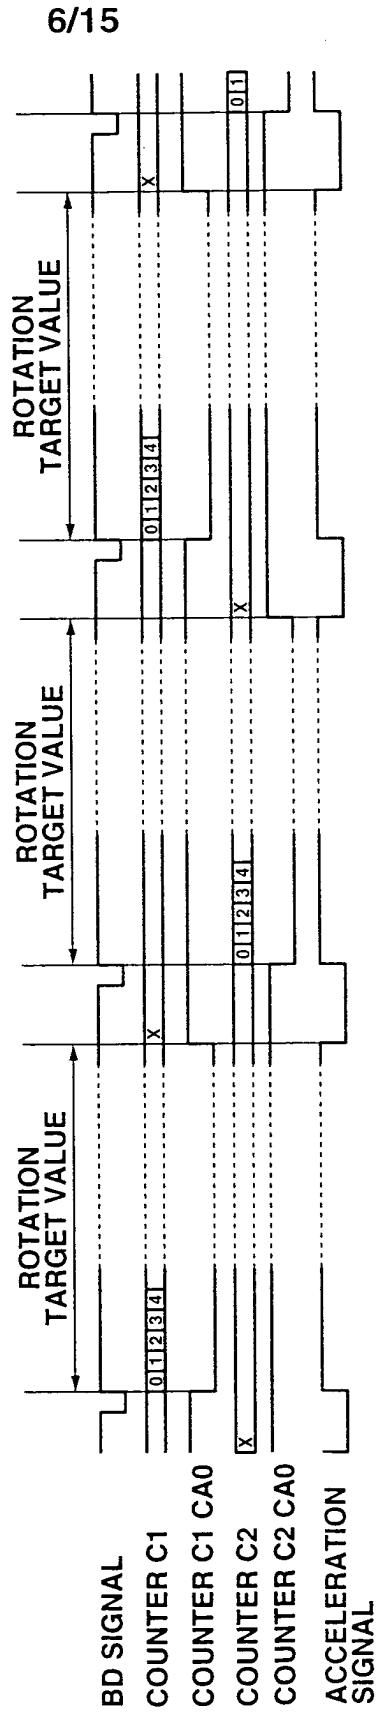 6/15
ROTATION
TARGET VALUE
ROTATION
TARGET VALUE
ROTATION
TARGET VALUE
BD SIGNAL
COUNTER C1
0 1 2 3 4
X
0 1 2 3 4
X
COUNTER C1 CA0
COUNTER C2
X
0 1 2 3 4
X
0 1
COUNTER C2 CA0
ACCELERATION
SIGNAL